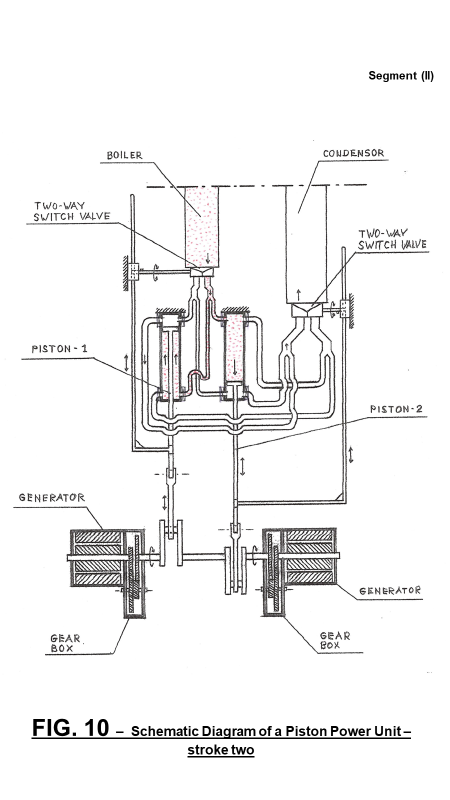 Segment (II)
BOILER
CONDENSOR
TWO-WAY
SWITCH VALVE
TWO-WAY
SWITCH VALVE
PISTON-1
PISTON-2
GENERATOR
GENERATOR
GEAR
BOX
GEAR
BOX
FIG. 10 – Schematic Diagram of a Piston Power Unit –
stroke two